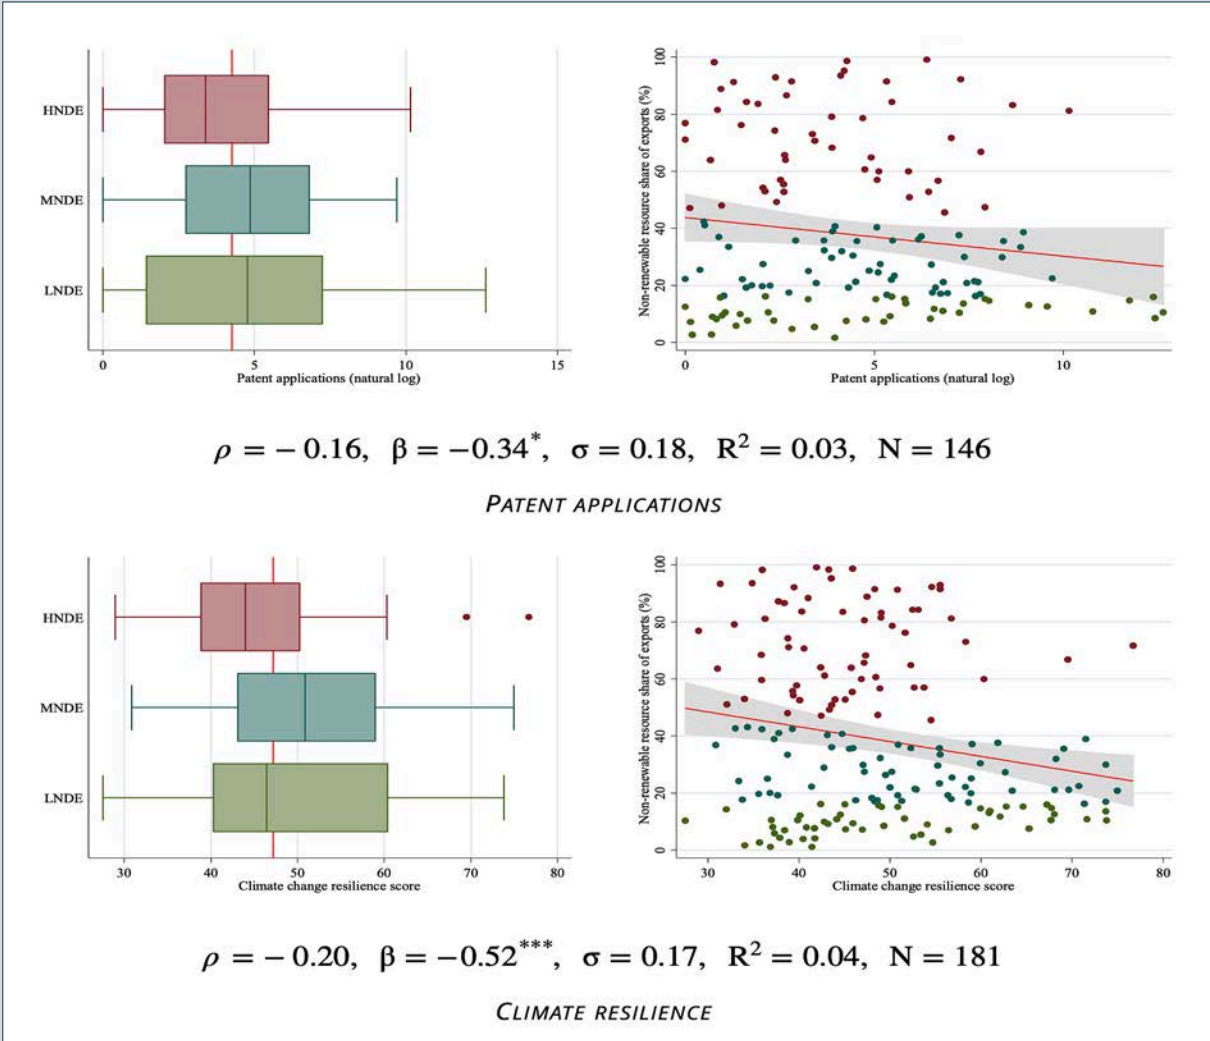 HNDE
MNDE
LNDE
0 5 10 15
Patent applications (natural log)
Non-renewable resource share of exports (%)
100
80
60
40
20
0
0 5 10
Patent applications (natural log)
ρ = − 0.16, β = −0.34*, σ = 0.18, R² = 0.03, N = 146
PATENT APPLICATIONS
HNDE
MNDE
LNDE
30 40 50 60 70 80
Climate change resilience score
Non-renewable resource share of exports (%)
100
80
60
40
20
0
30 40 50 60 70 80
Climate change resilience score
ρ = − 0.20, β = −0.52***, σ = 0.17, R² = 0.04, N = 181
CLIMATE RESILIENCE